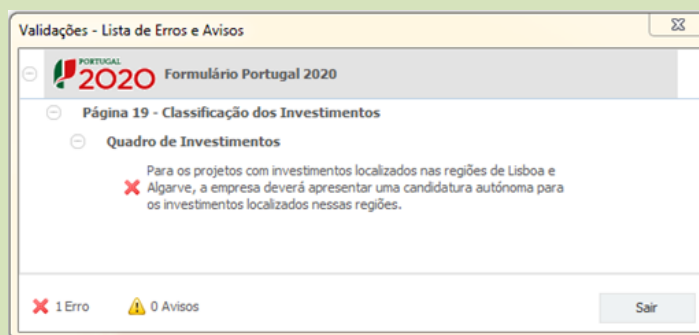 Validações - Lista de Erros e Avisos
PORTUGAL
2020
Formulário Portugal 2020
Página 19 - Classificação dos Investimentos
Quadro de Investimentos
Para os projetos com investimentos localizados nas regiões de Lisboa e
Algarve, a empresa deverá apresentar uma candidatura autónoma para
os investimentos localizados nessas regiões.
1 Erro
0 Avisos
Sair